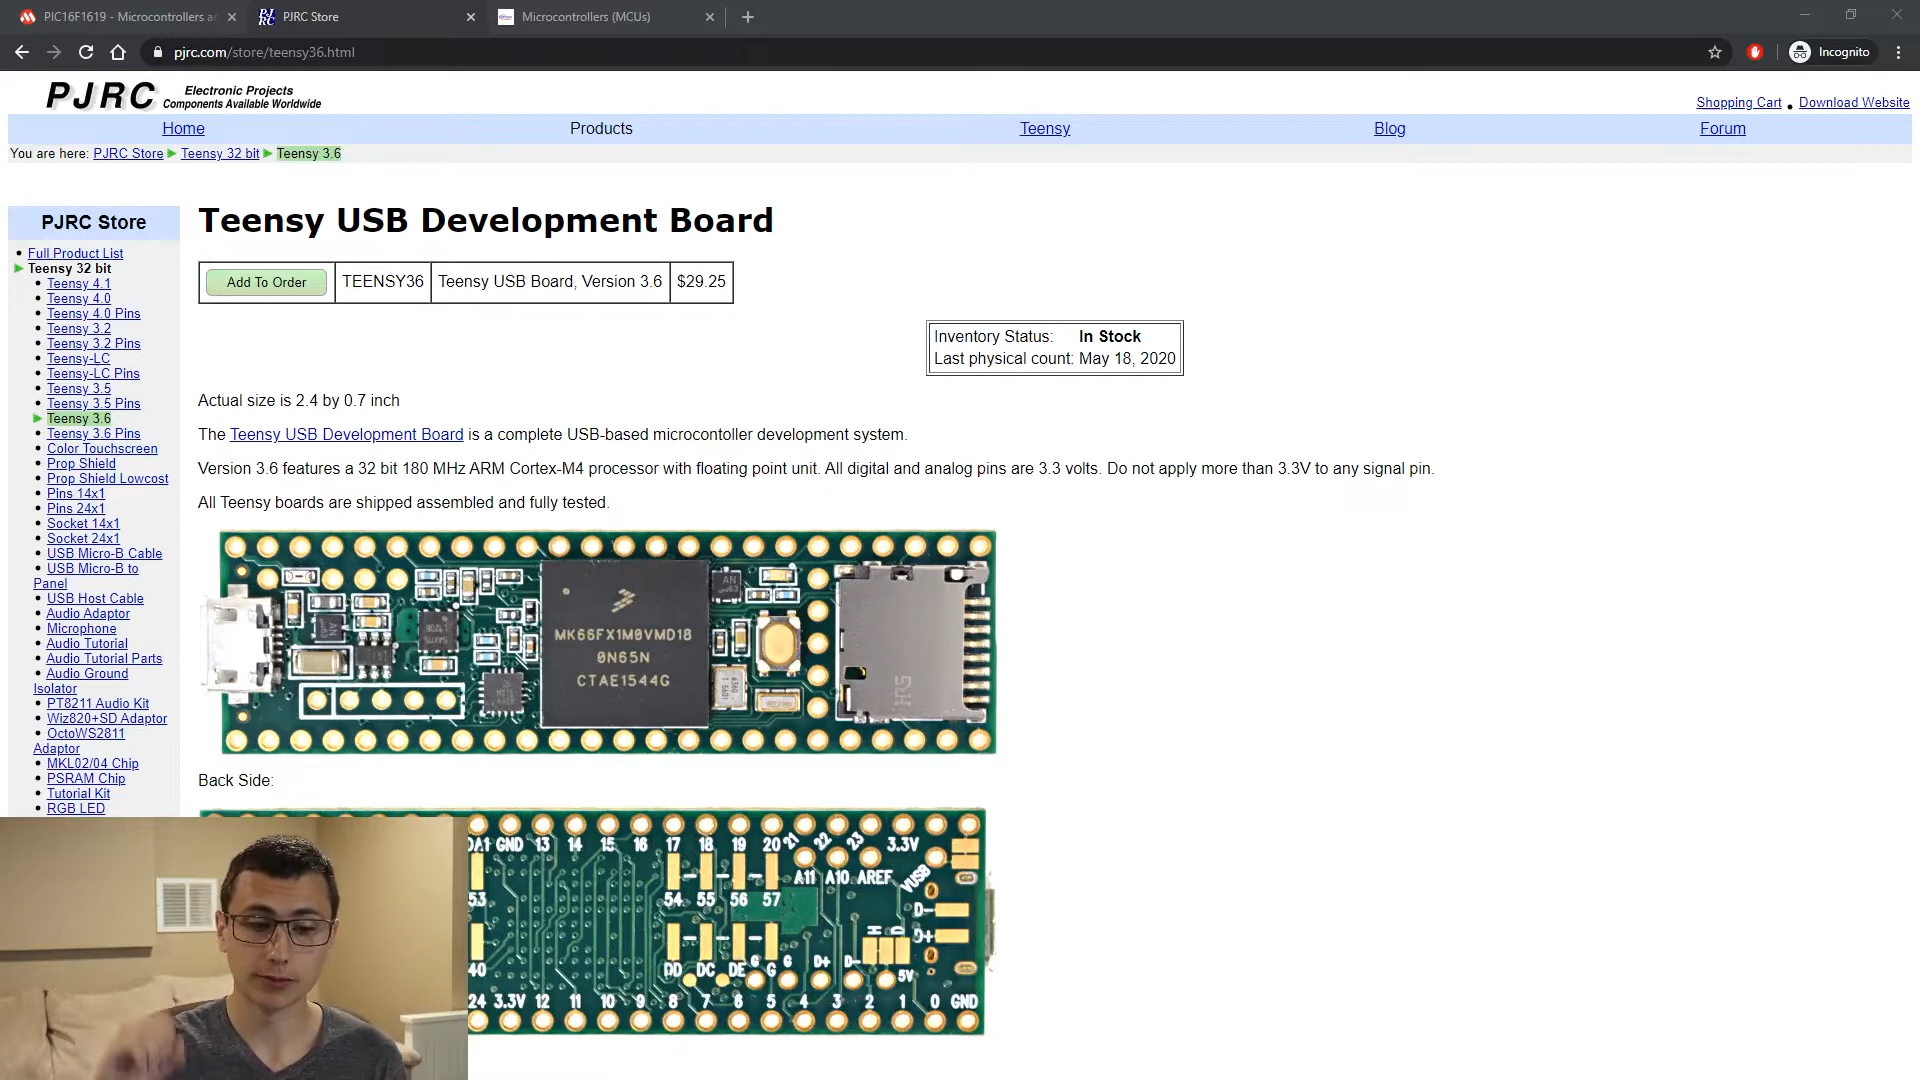 PIC16F1619 - Microcontrollers a
PJRC Store
Microcontrollers (MCUs)
pjrc.com/store/teensy36.html
Incognito
PJRC
Electronic Projects
Components Available Worldwide
Shopping Cart
Download Website
Home
Products
Teensy
Blog
Forum
You are here: PJRC Store Teensy 32 bit Teensy 3.6
PJRC Store
Full Product List
Teensy 32 bit
Teensy 4.1
Teensy 4.0
Teensy 4.0 Pins
Teensy 3.2
Teensy 3.2 Pins
Teensy-LC
Teensy-LC Pins
Teensy 3.5
Teensy 3.5 Pins
Teensy 3.6
Teensy 3.6 Pins
Color Touchscreen
Prop Shield
Prop Shield Lowcost
Pins 14x1
Pins 24x1
Socket 14x1
Socket 24x1
USB Micro-B Cable
USB Micro-B to
Panel
USB Host Cable
Audio Adaptor
Microphone
Audio Tutorial
Audio Tutorial Parts
Audio Ground
Isolator
PT8211 Audio Kit
Wiz820+SD Adaptor
OctoWS2811
Adaptor
MKL02/04 Chip
PSRAM Chip
Tutorial Kit
RGB LED
Teensy USB Development Board
Add To Order TEENSY36 Teensy USB Board, Version 3.6 $29.25
Inventory Status: In Stock
Last physical count: May 18, 2020
Actual size is 2.4 by 0.7 inch
The Teensy USB Development Board is a complete USB-based microcontoller development system.
Version 3.6 features a 32 bit 180 MHz ARM Cortex-M4 processor with floating point unit. All digital and analog pins are 3.3 volts. Do not apply more than 3.3V to any signal pin.
All Teensy boards are shipped assembled and fully tested.
MK66FX1M0VMD18
0N65N
CTAE1544G
HRS
Back Side:
GND 13 14 15 16 17 18 19 20 21 22 23 3.3V
A11 A10 AREF VUSB
53 54 55 56 57
D-
D+
40 DD DC DE G G D+ D- 5V
24 3.3V 12 11 10 9 8 7 6 5 4 3 2 1 0 GND